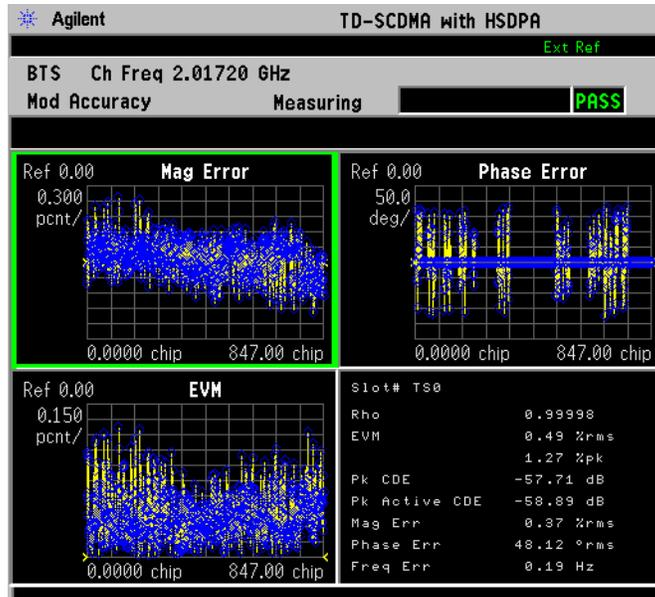 Agilent TD-SCDMA with HSDPA
Ext Ref
BTS Ch Freq 2.01720 GHz
Mod Accuracy Measuring PASS
Ref 0.00 Mag Error
0.300
pcnt/
0.0000 chip 847.00 chip
Ref 0.00 Phase Error
50.0
deg/
0.0000 chip 847.00 chip
Ref 0.00 EVM
0.150
pcnt/
0.0000 chip 847.00 chip
Slot# TS0
Rho 0.99998
EVM 0.49 %rms
1.27 %pk
Pk CDE -57.71 dB
Pk Active CDE -58.89 dB
Mag Err 0.37 %rms
Phase Err 48.12 °rms
Freq Err 0.19 Hz